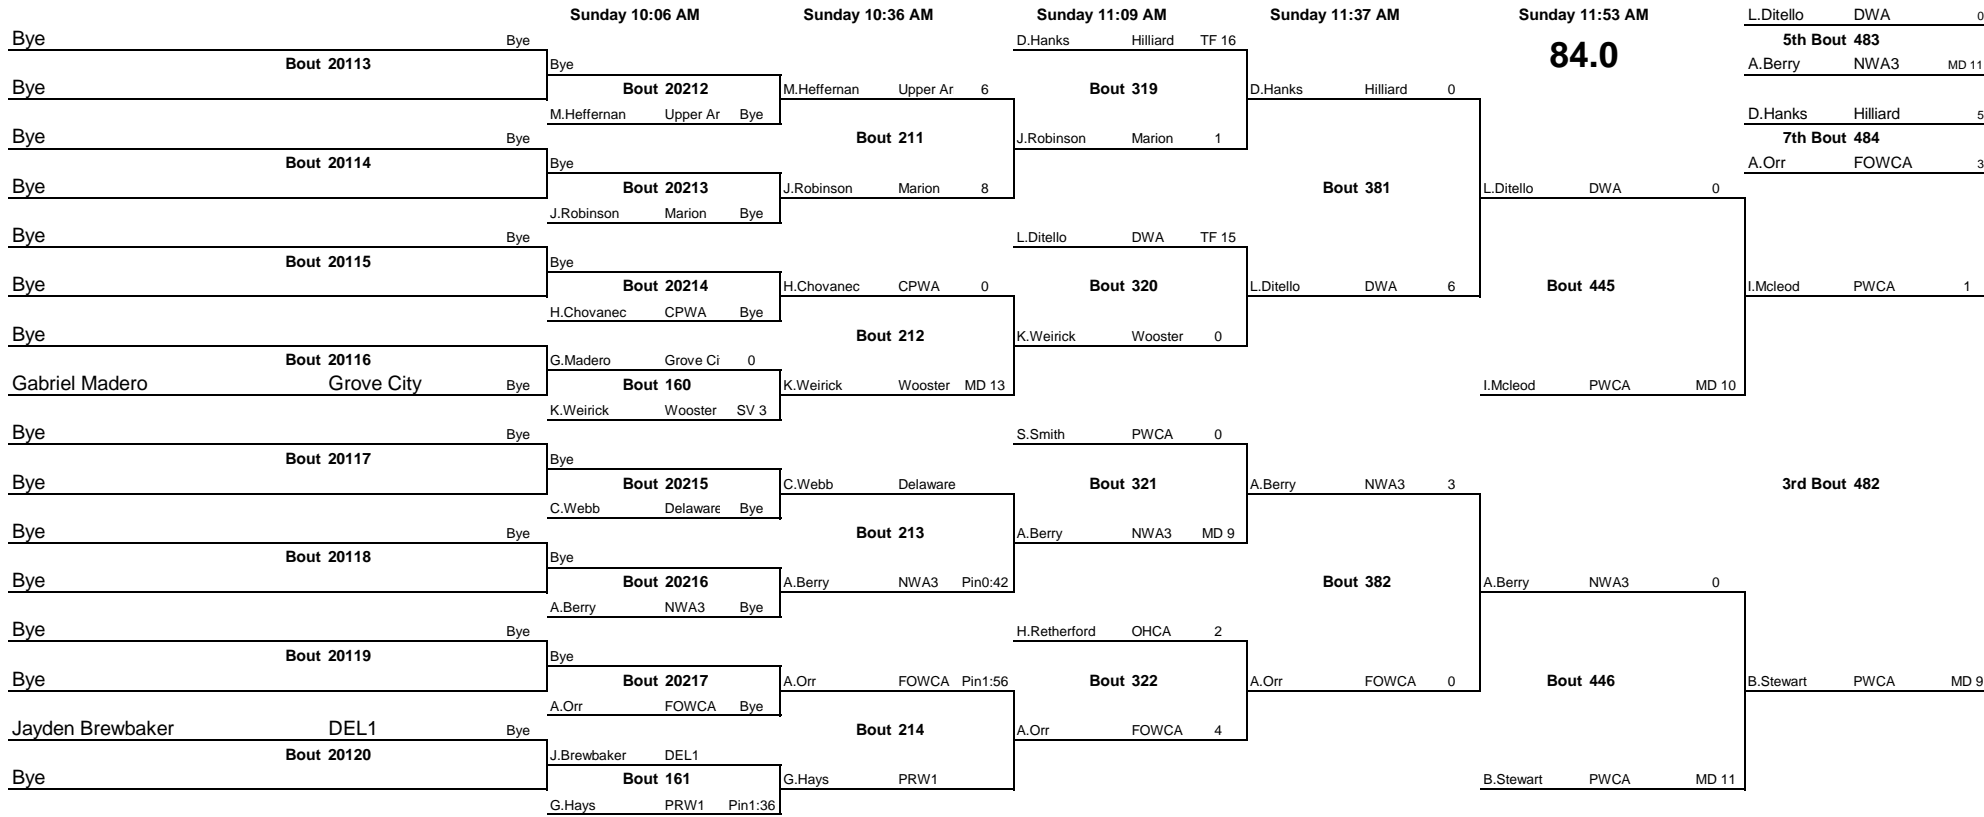 Sunday 10:06 AM Sunday 10:36 AM Sunday 11:09 AM Sunday 11:37 AM Sunday 11:53 AM L.Ditello DWA 0
Bye Bye D.Hanks Hilliard TF 16 84.0 5th Bout 483
Bout 20113 Bye A.Berry NWA3 MD 11
Bye Bout 20212 M.Heffernan Upper Ar 6 Bout 319 D.Hanks Hilliard 0
M.Heffernan Upper Ar Bye D.Hanks Hilliard 5
Bye Bye Bout 211 J.Robinson Marion 1 7th Bout 484
Bout 20114 Bye A.Orr FOWCA 3
Bye Bout 20213 J.Robinson Marion 8 Bout 381 L.Ditello DWA 0
J.Robinson Marion Bye
Bye Bye L.Ditello DWA TF 15
Bout 20115 Bye
Bye Bout 20214 H.Chovanec CPWA 0 Bout 320 L.Ditello DWA 6 Bout 445 I.Mcleod PWCA 1
H.Chovanec CPWA Bye
Bye Bout 212 K.Weirick Wooster 0
Bout 20116 G.Madero Grove Ci 0
Gabriel Madero Grove City Bye Bout 160 K.Weirick Wooster MD 13 I.Mcleod PWCA MD 10
K.Weirick Wooster SV 3
Bye Bye S.Smith PWCA 0
Bout 20117 Bye
Bye Bout 20215 C.Webb Delaware Bout 321 A.Berry NWA3 3 3rd Bout 482
C.Webb Delaware Bye
Bye Bye Bout 213 A.Berry NWA3 MD 9
Bout 20118 Bye
Bye Bout 20216 A.Berry NWA3 Pin0:42 Bout 382 A.Berry NWA3 0
A.Berry NWA3 Bye
Bye Bye H.Retherford OHCA 2
Bout 20119 Bye
Bye Bout 20217 A.Orr FOWCA Pin1:56 Bout 322 A.Orr FOWCA 0 Bout 446 B.Stewart PWCA MD 9
A.Orr FOWCA Bye
Jayden Brewbaker DEL1 Bye Bout 214 A.Orr FOWCA 4
Bout 20120 J.Brewbaker DEL1
Bye Bout 161 G.Hays PRW1 B.Stewart PWCA MD 11
G.Hays PRW1 Pin1:36